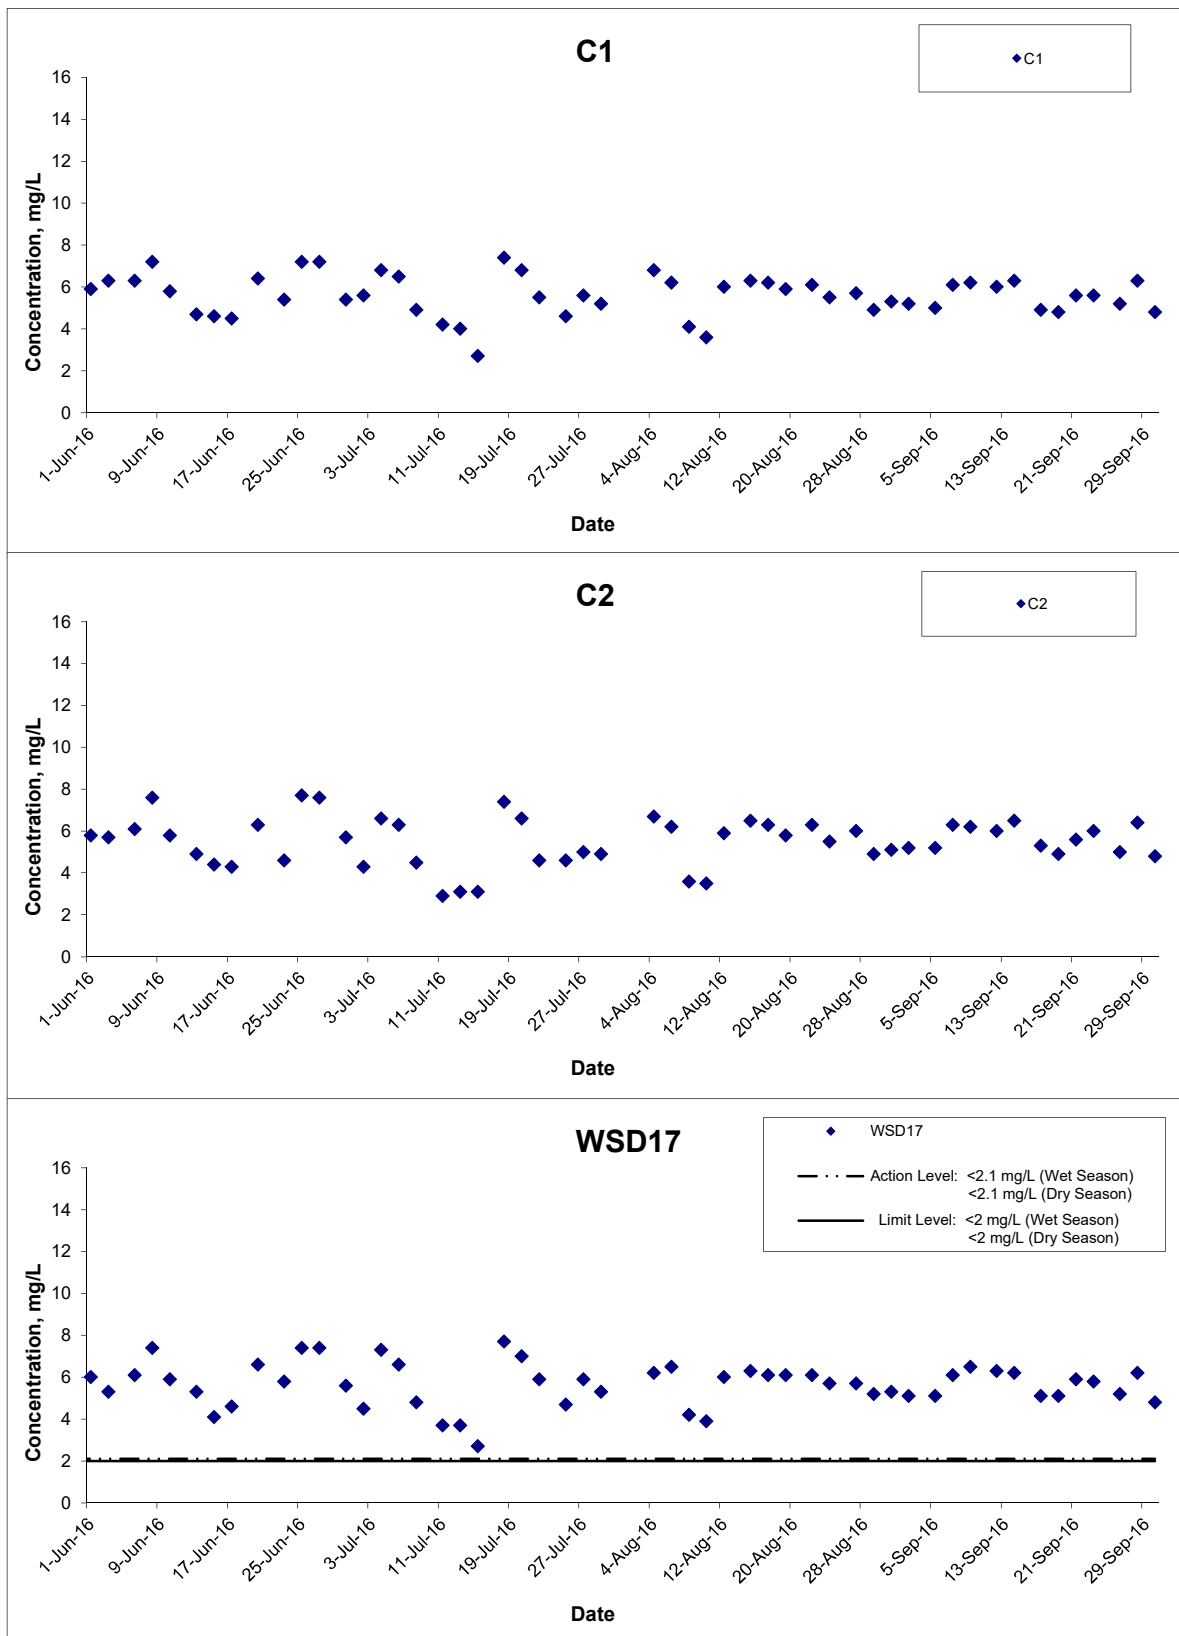 C1
C1
Concentration, mg/L
16
14
12
10
8
6
4
2
0
1-Jun-16
9-Jun-16
17-Jun-16
25-Jun-16
3-Jul-16
11-Jul-16
19-Jul-16
27-Jul-16
4-Aug-16
12-Aug-16
20-Aug-16
28-Aug-16
5-Sep-16
13-Sep-16
21-Sep-16
29-Sep-16
Date
C2
C2
Concentration, mg/L
16
14
12
10
8
6
4
2
0
1-Jun-16
9-Jun-16
17-Jun-16
25-Jun-16
3-Jul-16
11-Jul-16
19-Jul-16
27-Jul-16
4-Aug-16
12-Aug-16
20-Aug-16
28-Aug-16
5-Sep-16
13-Sep-16
21-Sep-16
29-Sep-16
Date
WSD17
WSD17
Action Level: <2.1 mg/L (Wet Season)
<2.1 mg/L (Dry Season)
Limit Level: <2 mg/L (Wet Season)
<2 mg/L (Dry Season)
Concentration, mg/L
16
14
12
10
8
6
4
2
0
1-Jun-16
9-Jun-16
17-Jun-16
25-Jun-16
3-Jul-16
11-Jul-16
19-Jul-16
27-Jul-16
4-Aug-16
12-Aug-16
20-Aug-16
28-Aug-16
5-Sep-16
13-Sep-16
21-Sep-16
29-Sep-16
Date